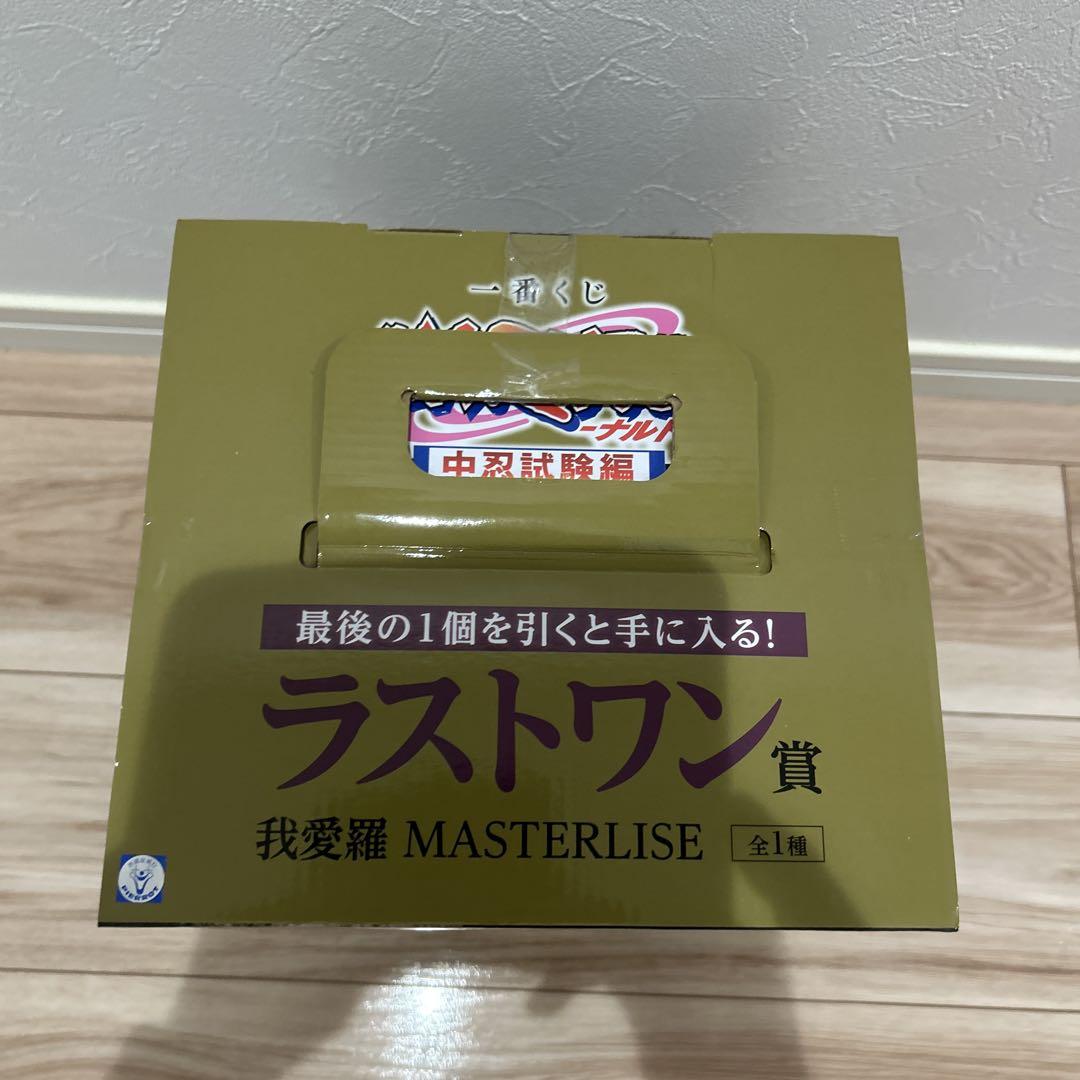 一番くじ
ーナルト
中忍試験編
最後の1個を引くと手に入る!
ラストワン賞
我愛羅 MASTERLISE 全1種
PIERROT